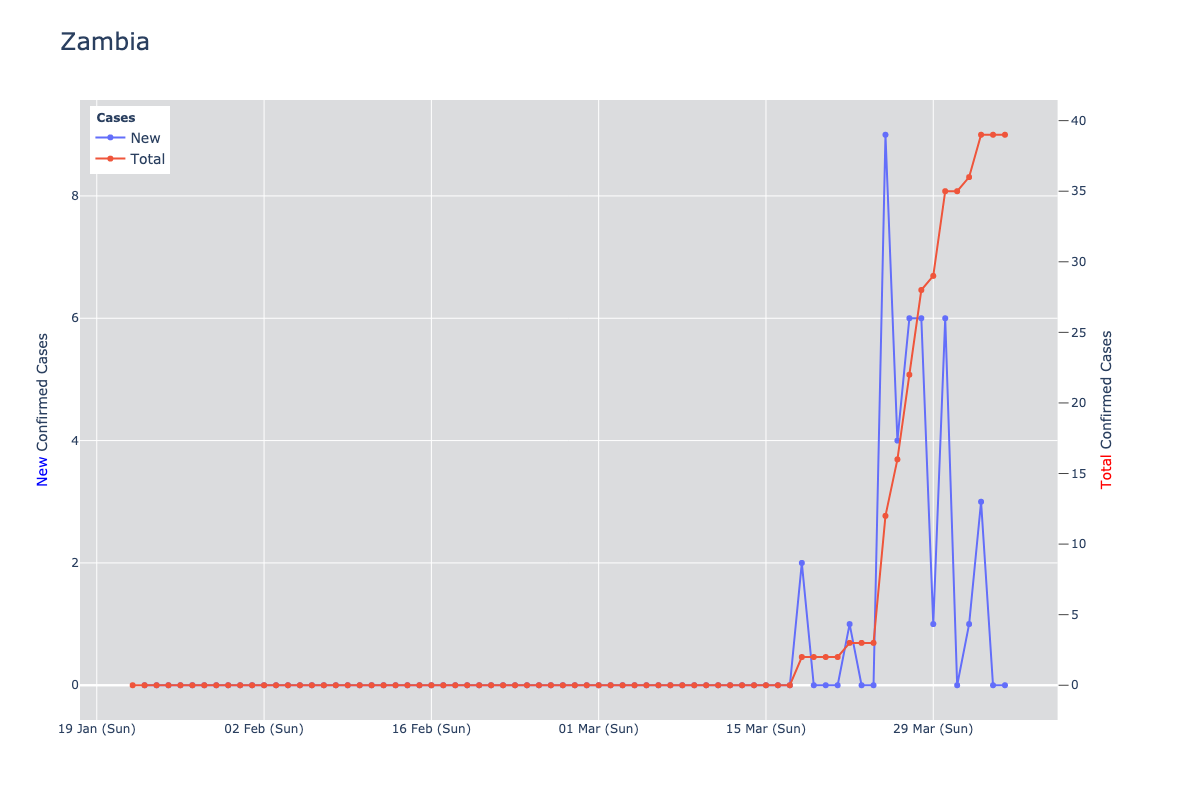 Zambia
Cases
New
Total
8
6
4
2
0
40
35
30
25
20
15
10
5
0
New Confirmed Cases
Total Confirmed Cases
19 Jan (Sun)
02 Feb (Sun)
16 Feb (Sun)
01 Mar (Sun)
15 Mar (Sun)
29 Mar (Sun)